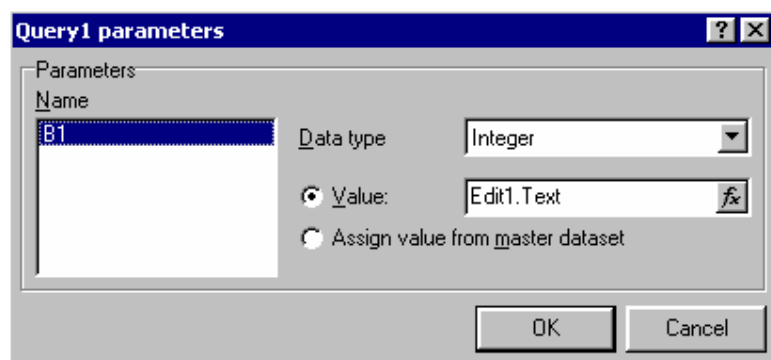 Query1 parameters
Parameters
Name
B1
Data type Integer
Value: Edit1.Text fx
Assign value from master dataset
OK Cancel